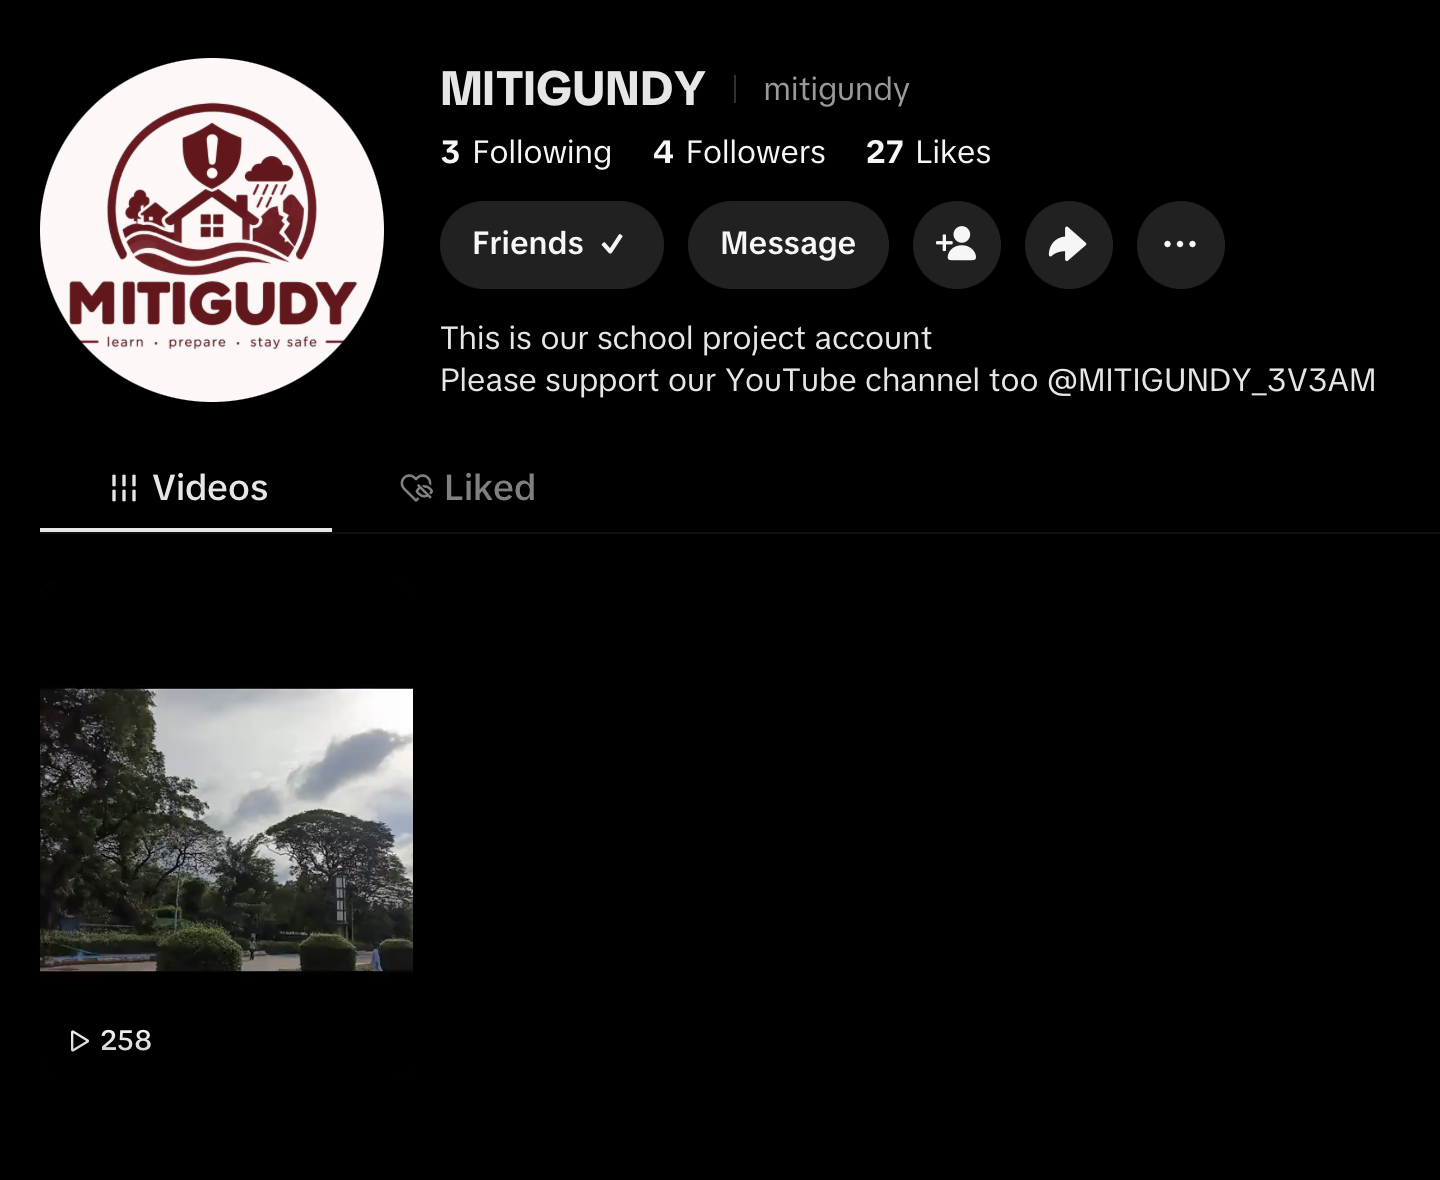 MITIGUNDY mitigundy
3 Following 4 Followers 27 Likes
Friends Message
This is our school project account
Please support our YouTube channel too @MITIGUNDY_3V3AM
MITIGUDY
learn · prepare · stay safe
Videos Liked
258